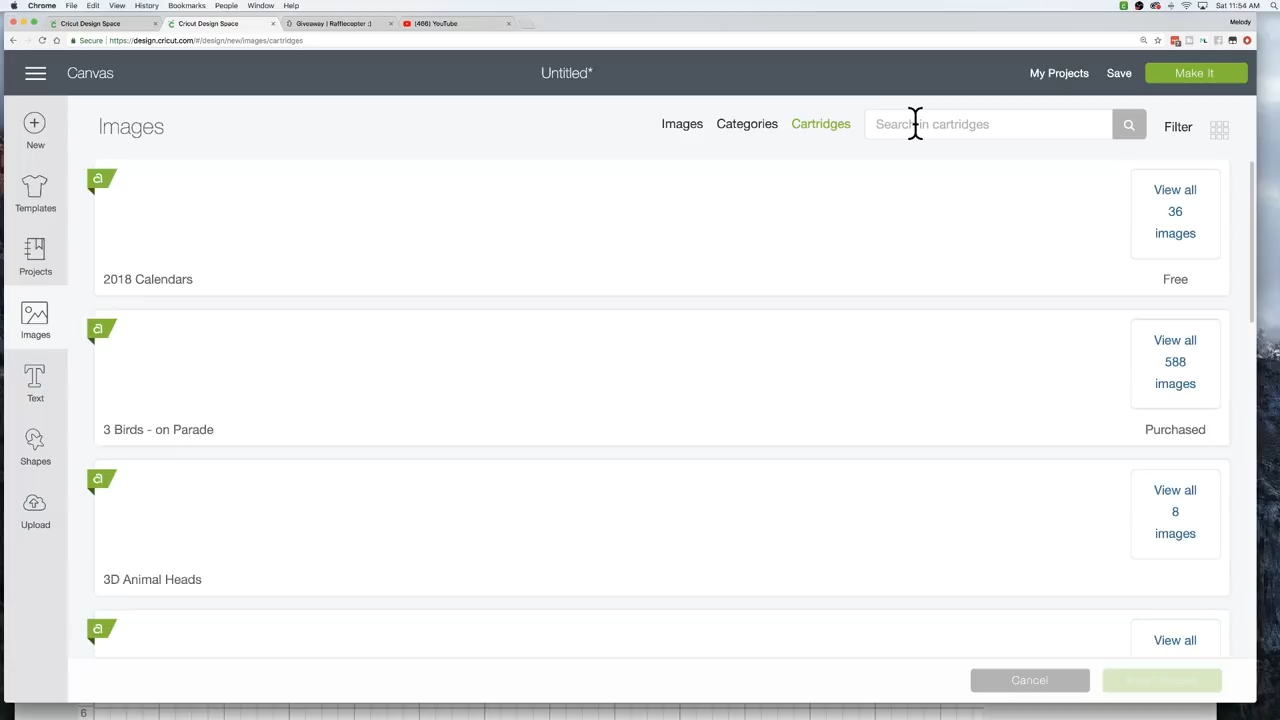 Chrome File Edit View History Bookmarks People Window Help
Sat 11:54 AM
Cricut Design Space
Cricut Design Space
Giveaway | Rafflecopter :)
(466) YouTube
Melody
Secure https://design.cricut.com/#/design/new/images/cartridges
Canvas
Untitled*
My Projects
Save
Make It
New
Templates
Projects
Images
Text
Shapes
Upload
Images
Images
Categories
Cartridges
Search in cartridges
Filter
View all
36
images
2018 Calendars
Free
View all
588
images
3 Birds - on Parade
Purchased
View all
8
images
3D Animal Heads
View all
Cancel
6